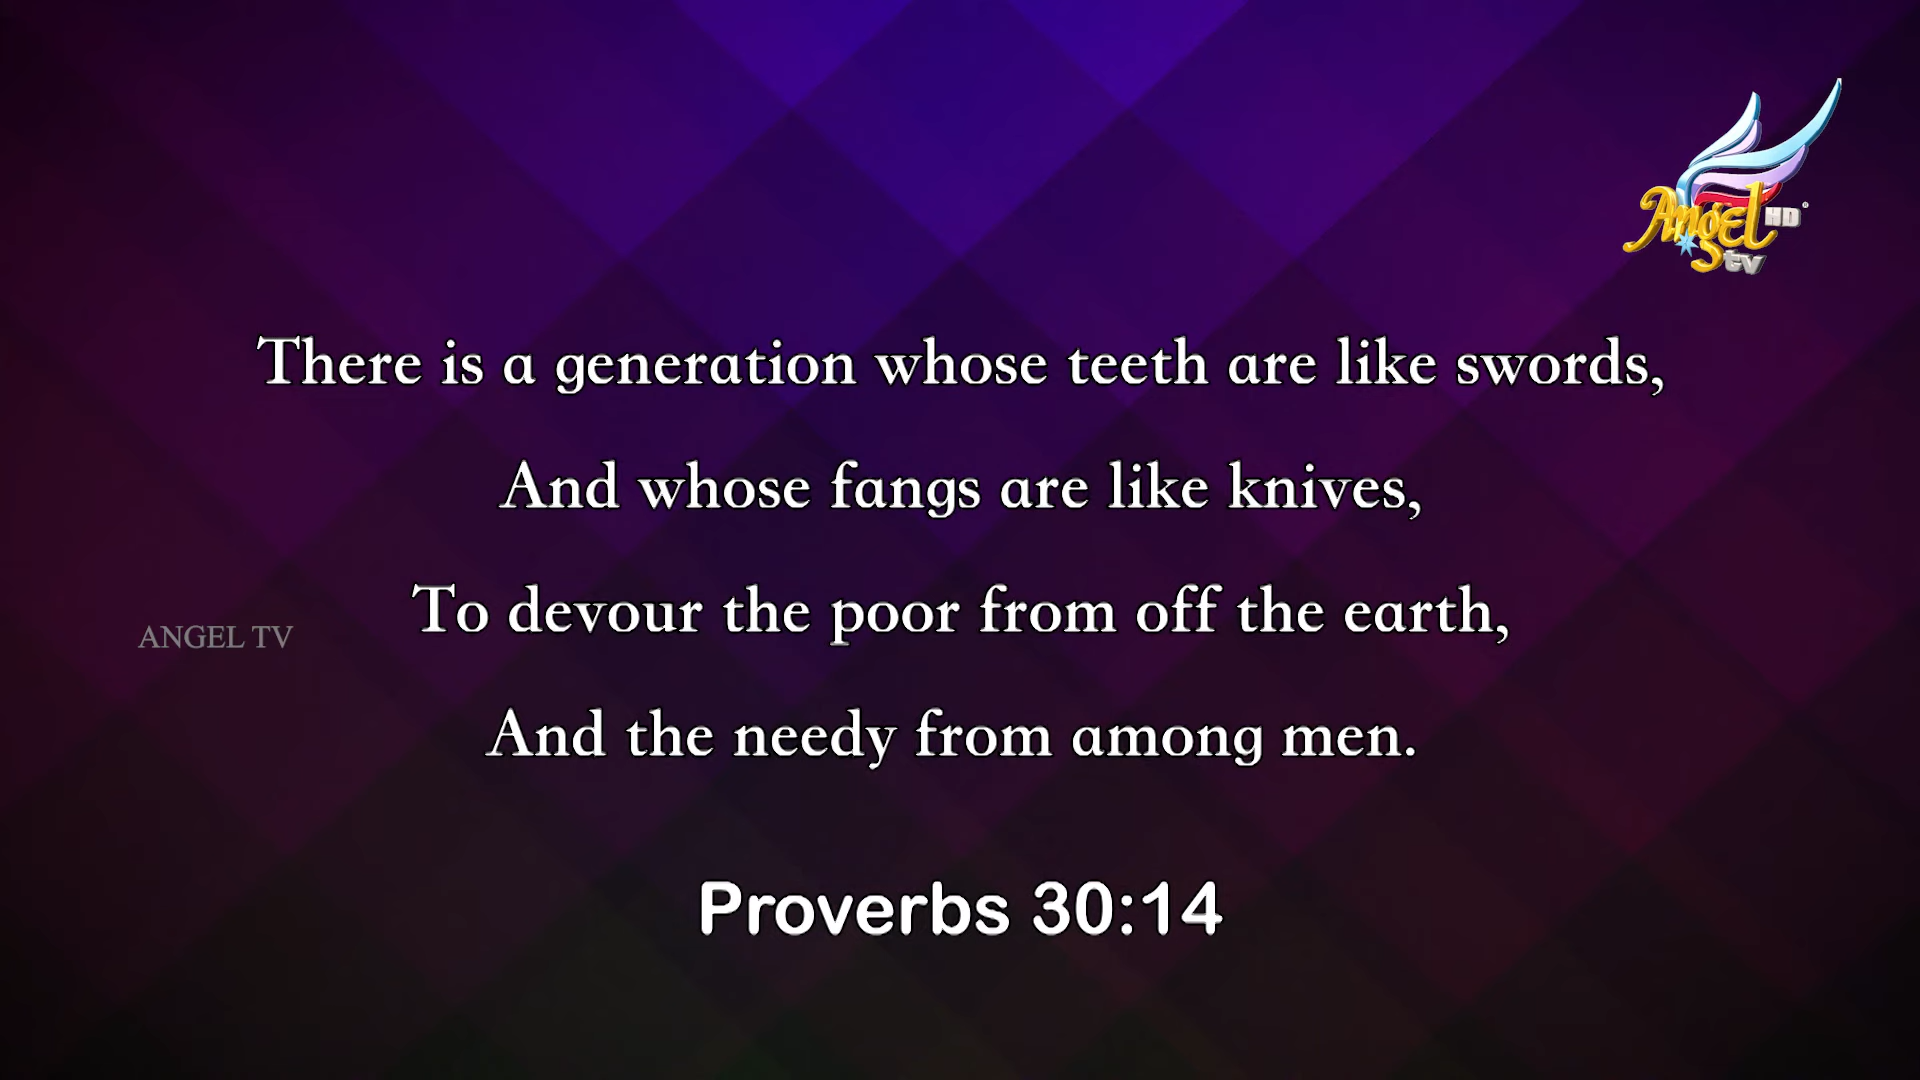 Angel HD
tv
There is a generation whose teeth are like swords,
And whose fangs are like knives,
To devour the poor from off the earth,
ANGEL TV
And the needy from among men.
Proverbs 30:14